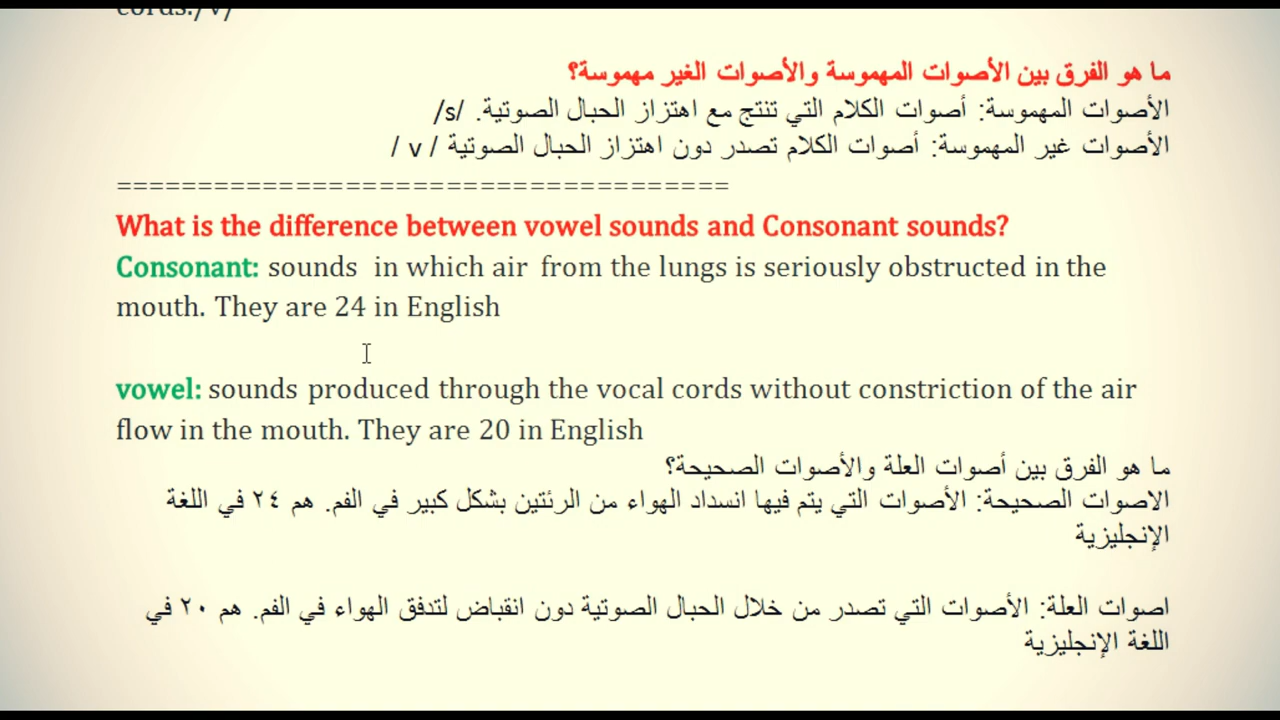 ما هو الفرق بين الأصوات المهموسة والأصوات الغير مهموسة؟
الأصوات المهموسة: أصوات الكلام التي تنتج مع اهتزاز الحبال الصوتية. /s/
الأصوات غير المهموسة: أصوات الكلام تصدر دون اهتزاز الحبال الصوتية / v /
======================================
What is the difference between vowel sounds and Consonant sounds?
Consonant: sounds in which air from the lungs is seriously obstructed in the
mouth. They are 24 in English
vowel: sounds produced through the vocal cords without constriction of the air
flow in the mouth. They are 20 in English
ما هو الفرق بين أصوات العلة والأصوات الصحيحة؟
الاصوات الصحيحة: الأصوات التي يتم فيها انسداد الهواء من الرئتين بشكل كبير في الفم. هم ٢٤ في اللغة
الإنجليزية
اصوات العلة: الأصوات التي تصدر من خلال الحبال الصوتية دون انقباض لتدفق الهواء في الفم. هم ٢٠ في
اللغة الإنجليزية